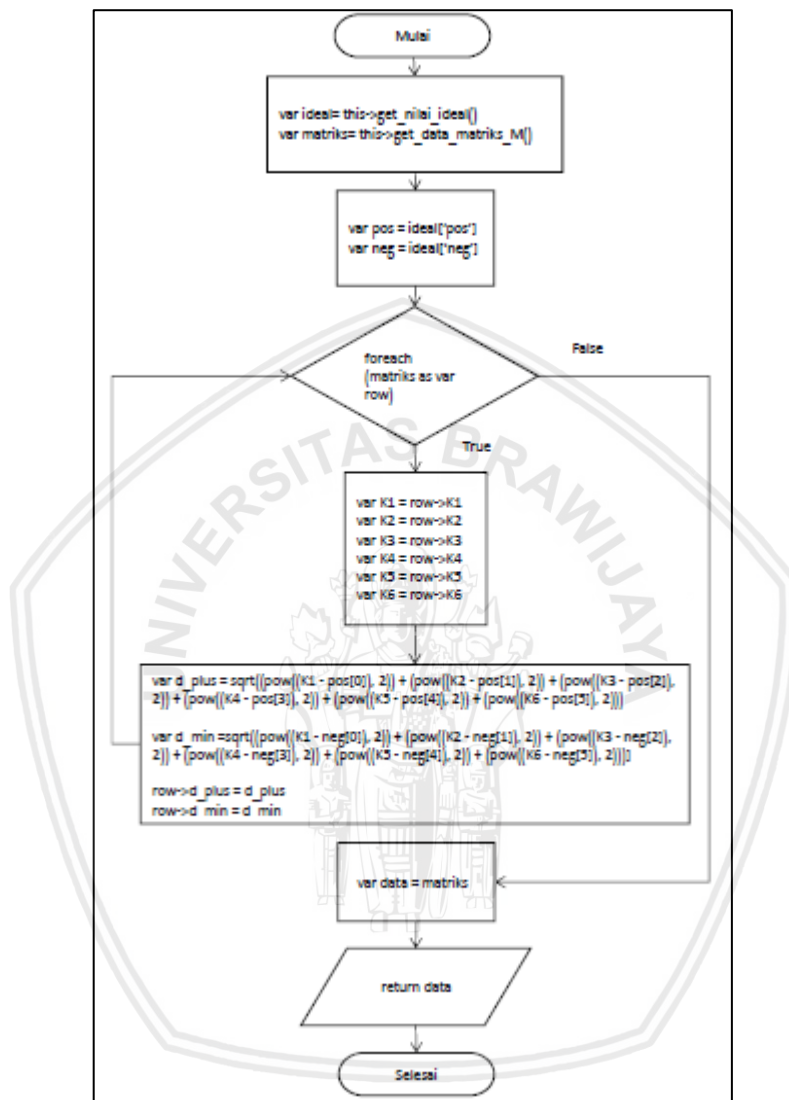 Mulai
var ideal= this->get_nilai_ideal()
var matriks= this->get_data_matriks_M()
var pos = ideal['pos']
var neg = ideal['neg']
foreach
(matriks as var
row)
False
True
var K1 = row->K1
var K2 = row->K2
var K3 = row->K3
var K4 = row->K4
var K5 = row->K5
var K6 = row->K6
var d_plus = sqrt((pow((K1 - pos[0]), 2)) + (pow((K2 - pos[1]), 2)) + (pow((K3 - pos[2]),
2)) + (pow((K4 - pos[3]), 2)) + (pow((K5 - pos[4]), 2)) + (pow((K6 - pos[5]), 2)))
var d_min =sqrt((pow((K1 - neg[0]), 2)) + (pow((K2 - neg[1]), 2)) + (pow((K3 - neg[2]),
2)) + (pow((K4 - neg[3]), 2)) + (pow((K5 - neg[4]), 2)) + (pow((K6 - neg[5]), 2)))]
row->d_plus = d_plus
row->d_min = d_min
var data = matriks
return data
Selesai
UNIVERSITAS BRAWIJAYA